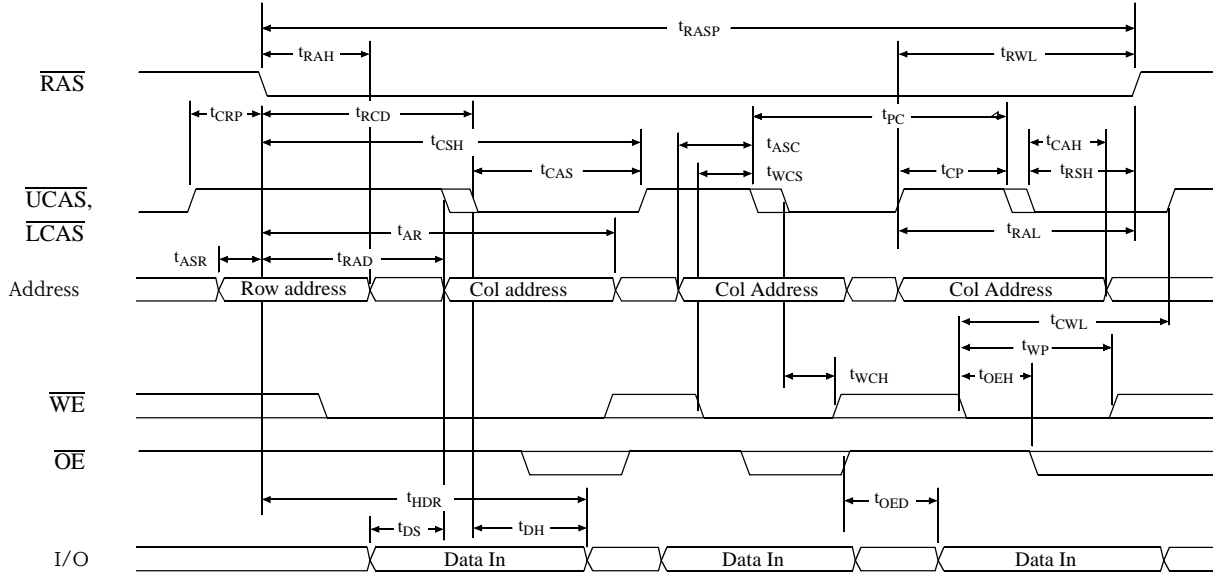 tRASP
tRAH tRWL
RAS
tCRP tRCD tPC
tCSH tASC tCAH
tCAS tWCS tCP tRSH
UCAS,
LCAS tAR tRAL
tASR tRAD
Address Row address Col address Col Address Col Address
tCWL
tWP
tWCH tOEH
WE
OE
tHDR tOED
tDS tDH
I/O Data In Data In Data In